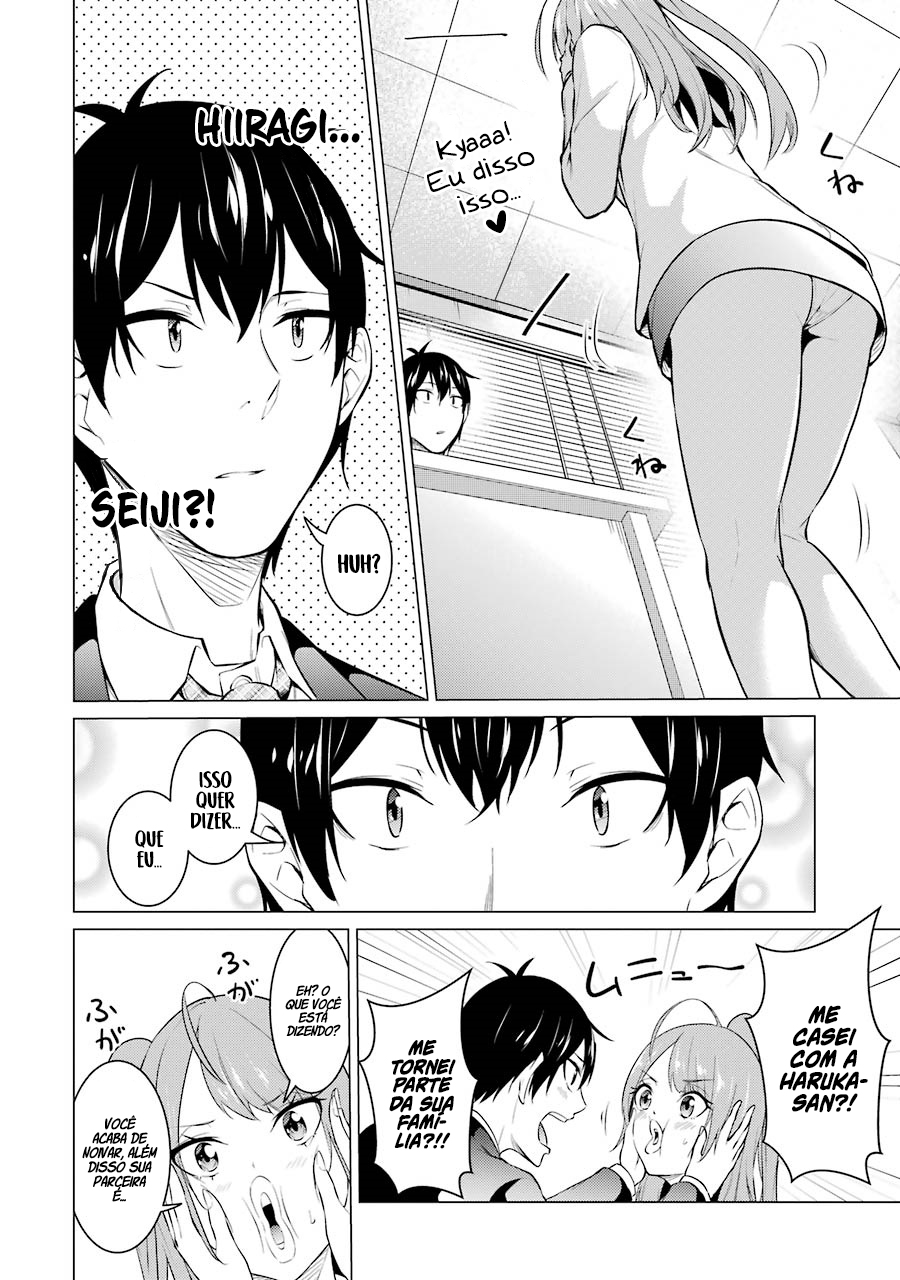 Kyaaa!
Eu disso
isso...
くね
くね
HIIRAGI...
SEIJI?!
HUH?
ISSO
QUER
DIZER...
QUE
EU...
ME
CASEI
COM A
HARUKA-
SAN?!
ムニュー
ME
TORNEI
PARTE
DA SUA
FAMÍ-
LIA?!!
EH? O
QUE VOCÊ
ESTÁ
DIZENDO?
ふが
ふが
VOCÊ
ACABA DE
NOIVAR, ALÉM
DISSO SUA
PARCEIRA
É...